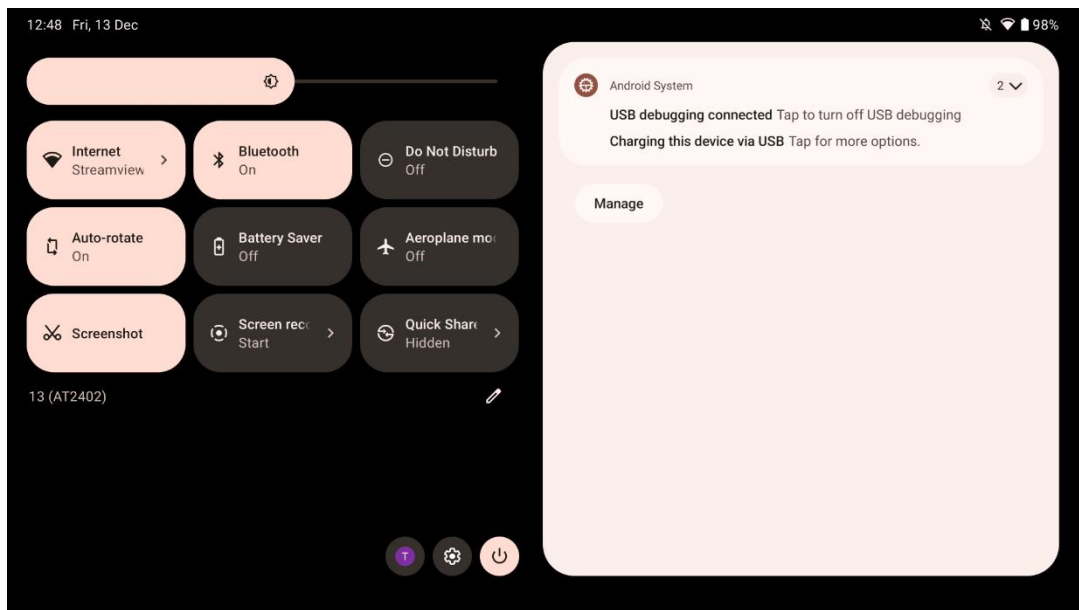 12:48 Fri, 13 Dec
98%
Internet
Streamview
Bluetooth
On
Do Not Disturb
Off
Auto-rotate
On
Battery Saver
Off
Aeroplane mo
Off
Screenshot
Screen rec
Start
Quick Share
Hidden
13 (AT2402)
T
Android System
2
USB debugging connected Tap to turn off USB debugging
Charging this device via USB Tap for more options.
Manage